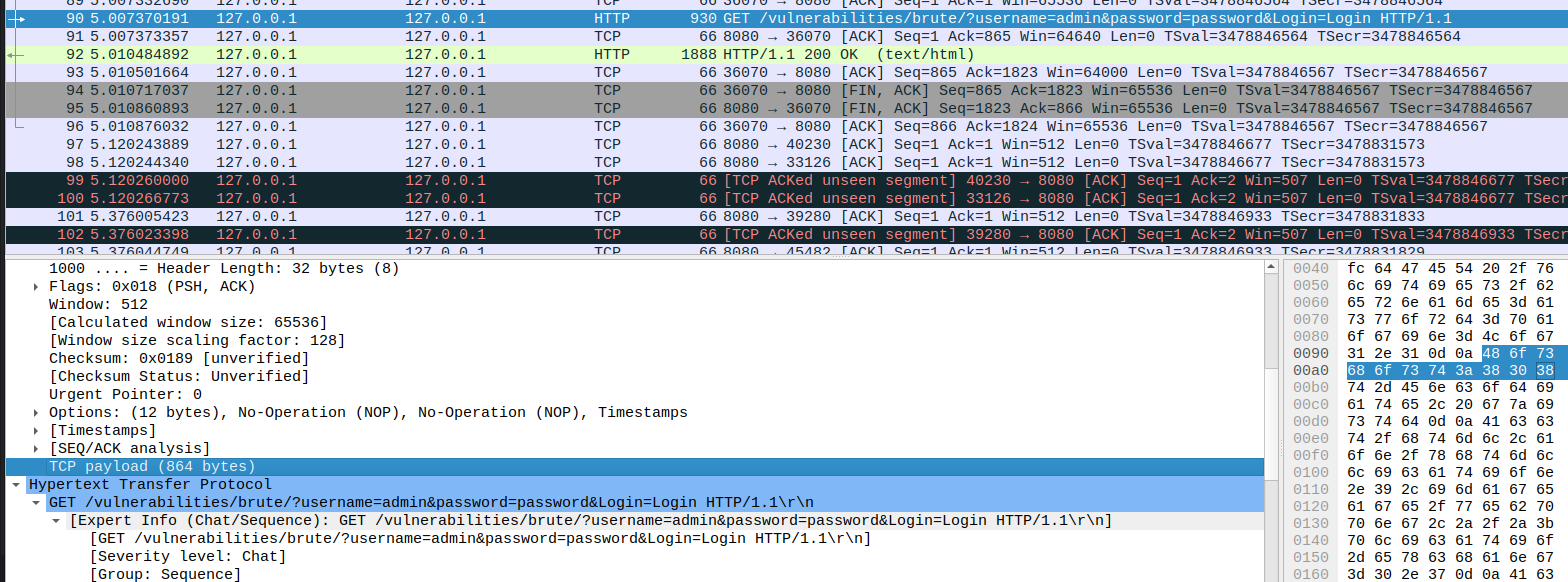 89 5.007332690 127.0.0.1 127.0.0.1 TCP 66 36070 → 8080 [ACK] Seq=1 Ack=1 Win=65536 Len=0 TSval=3478846564 TSecr=3478846564
90 5.007370191 127.0.0.1 127.0.0.1 HTTP 930 GET /vulnerabilities/brute/?username=admin&password=password&Login=Login HTTP/1.1
91 5.007373357 127.0.0.1 127.0.0.1 TCP 66 8080 → 36070 [ACK] Seq=1 Ack=865 Win=64640 Len=0 TSval=3478846564 TSecr=3478846564
92 5.010484892 127.0.0.1 127.0.0.1 HTTP 1888 HTTP/1.1 200 OK (text/html)
93 5.010501664 127.0.0.1 127.0.0.1 TCP 66 36070 → 8080 [ACK] Seq=865 Ack=1823 Win=64000 Len=0 TSval=3478846567 TSecr=3478846567
94 5.010717037 127.0.0.1 127.0.0.1 TCP 66 36070 → 8080 [FIN, ACK] Seq=865 Ack=1823 Win=65536 Len=0 TSval=3478846567 TSecr=3478846567
95 5.010860893 127.0.0.1 127.0.0.1 TCP 66 8080 → 36070 [FIN, ACK] Seq=1823 Ack=866 Win=65536 Len=0 TSval=3478846567 TSecr=3478846567
96 5.010876032 127.0.0.1 127.0.0.1 TCP 66 36070 → 8080 [ACK] Seq=866 Ack=1824 Win=65536 Len=0 TSval=3478846567 TSecr=3478846567
97 5.120243889 127.0.0.1 127.0.0.1 TCP 66 8080 → 40230 [ACK] Seq=1 Ack=1 Win=512 Len=0 TSval=3478846677 TSecr=3478831573
98 5.120244340 127.0.0.1 127.0.0.1 TCP 66 8080 → 33126 [ACK] Seq=1 Ack=1 Win=512 Len=0 TSval=3478846677 TSecr=3478831573
99 5.120260000 127.0.0.1 127.0.0.1 TCP 66 [TCP ACKed unseen segment] 40230 → 8080 [ACK] Seq=1 Ack=2 Win=507 Len=0 TSval=3478846677 TSecr
100 5.120266773 127.0.0.1 127.0.0.1 TCP 66 [TCP ACKed unseen segment] 33126 → 8080 [ACK] Seq=1 Ack=2 Win=507 Len=0 TSval=3478846677 TSecr
101 5.376005423 127.0.0.1 127.0.0.1 TCP 66 8080 → 39280 [ACK] Seq=1 Ack=1 Win=512 Len=0 TSval=3478846933 TSecr=3478831833
102 5.376023398 127.0.0.1 127.0.0.1 TCP 66 [TCP ACKed unseen segment] 39280 → 8080 [ACK] Seq=1 Ack=2 Win=507 Len=0 TSval=3478846933 TSecr
103 5.376044749 127.0.0.1 127.0.0.1 TCP 66 8080 → 45482 [ACK] Seq=1 Ack=1 Win=512 Len=0 TSval=3478846933 TSecr=3478831829
1000 .... = Header Length: 32 bytes (8)
Flags: 0x018 (PSH, ACK)
Window: 512
[Calculated window size: 65536]
[Window size scaling factor: 128]
Checksum: 0x0189 [unverified]
[Checksum Status: Unverified]
Urgent Pointer: 0
Options: (12 bytes), No-Operation (NOP), No-Operation (NOP), Timestamps
[Timestamps]
[SEQ/ACK analysis]
TCP payload (864 bytes)
Hypertext Transfer Protocol
GET /vulnerabilities/brute/?username=admin&password=password&Login=Login HTTP/1.1\r\n
[Expert Info (Chat/Sequence): GET /vulnerabilities/brute/?username=admin&password=password&Login=Login HTTP/1.1\r\n]
[GET /vulnerabilities/brute/?username=admin&password=password&Login=Login HTTP/1.1\r\n]
[Severity level: Chat]
[Group: Sequence]
0040 fc 64 47 45 54 20 2f 76
0050 6c 69 74 69 65 73 2f 62
0060 65 72 6e 61 6d 65 3d 61
0070 73 77 6f 72 64 3d 70 61
0080 6f 67 69 6e 3d 4c 6f 67
0090 31 2e 31 0d 0a 48 6f 73
00a0 68 6f 73 74 3a 38 30 38
00b0 74 2d 45 6e 63 6f 64 69
00c0 61 74 65 2c 20 67 7a 69
00d0 73 74 64 0d 0a 41 63 63
00e0 74 2f 68 74 6d 6c 2c 61
00f0 6f 6e 2f 78 68 74 6d 6c
0100 6c 69 63 61 74 69 6f 6e
0110 2e 39 2c 69 6d 61 67 65
0120 61 67 65 2f 77 65 62 70
0130 70 6e 67 2c 2a 2f 2a 3b
0140 70 6c 69 63 61 74 69 6f
0150 2d 65 78 63 68 61 6e 67
0160 3d 30 2e 37 0d 0a 41 63